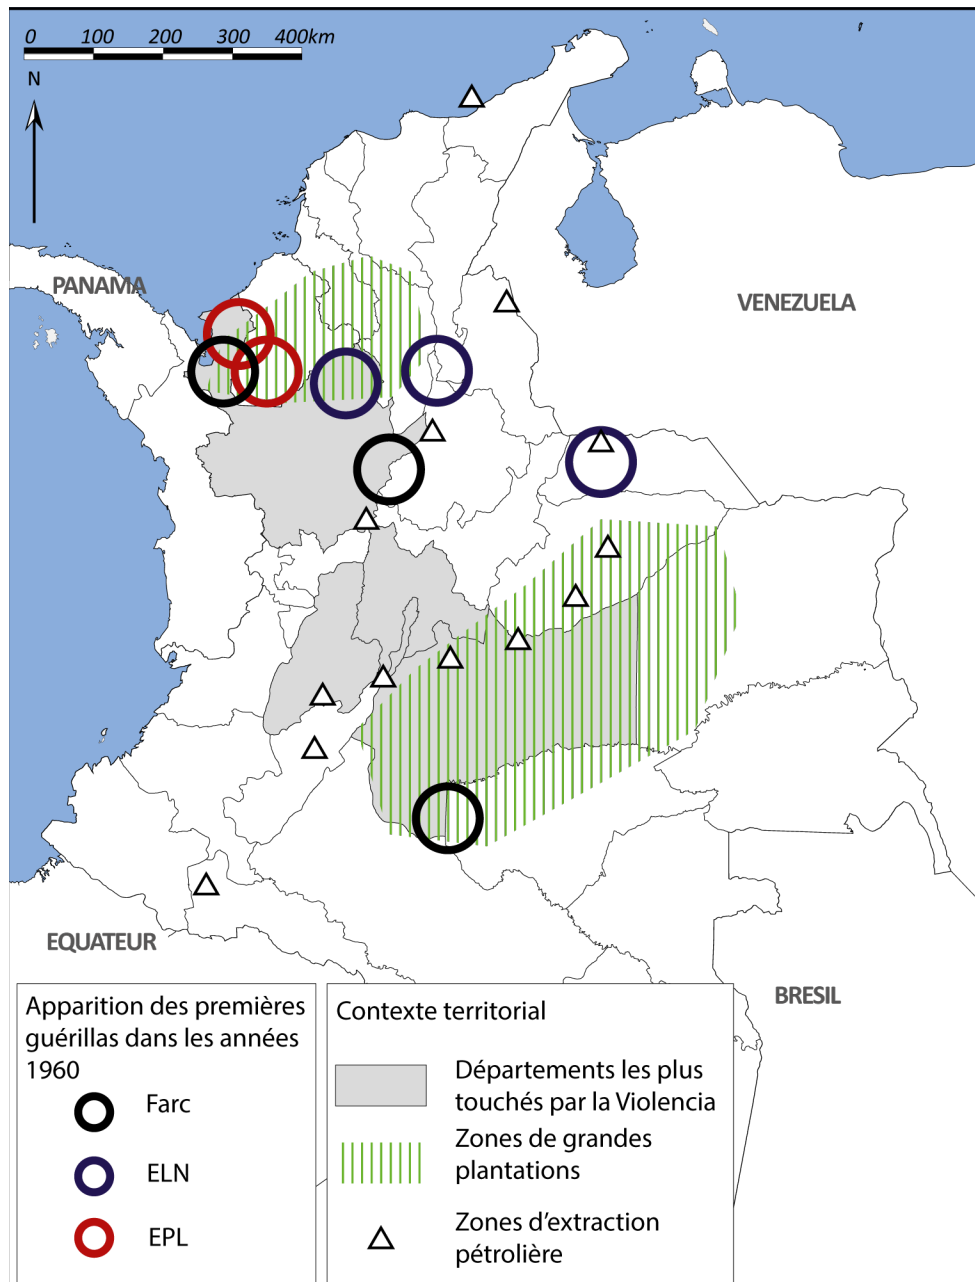 0 100 200 300 400km
N
PANAMA
VENEZUELA
EQUATEUR
BRESIL
Apparition des premières
guérillas dans les années
1960
Farc
ELN
EPL
Contexte territorial
Départements les plus
touchés par la Violencia
Zones de grandes
plantations
Zones d'extraction
pétrolière